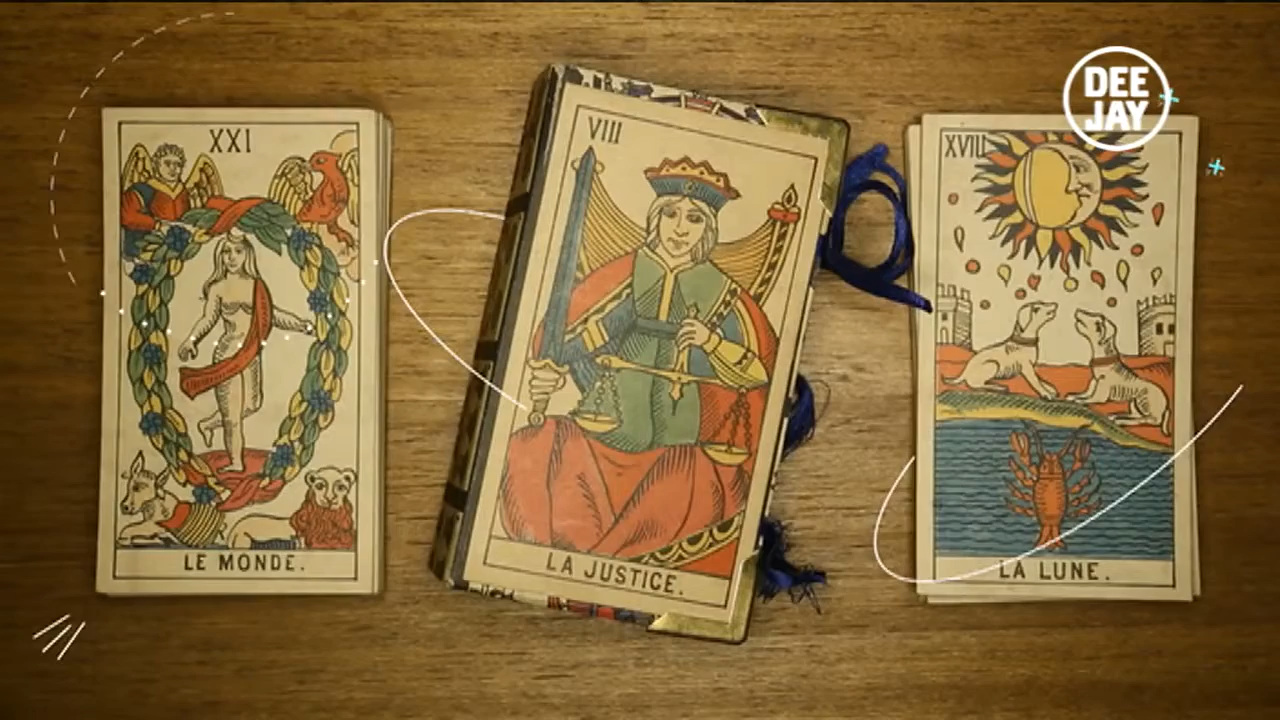 XXI
LE MONDE.
VIII
LA JUSTICE.
XVIII
LA LUNE.
DEE
JAY